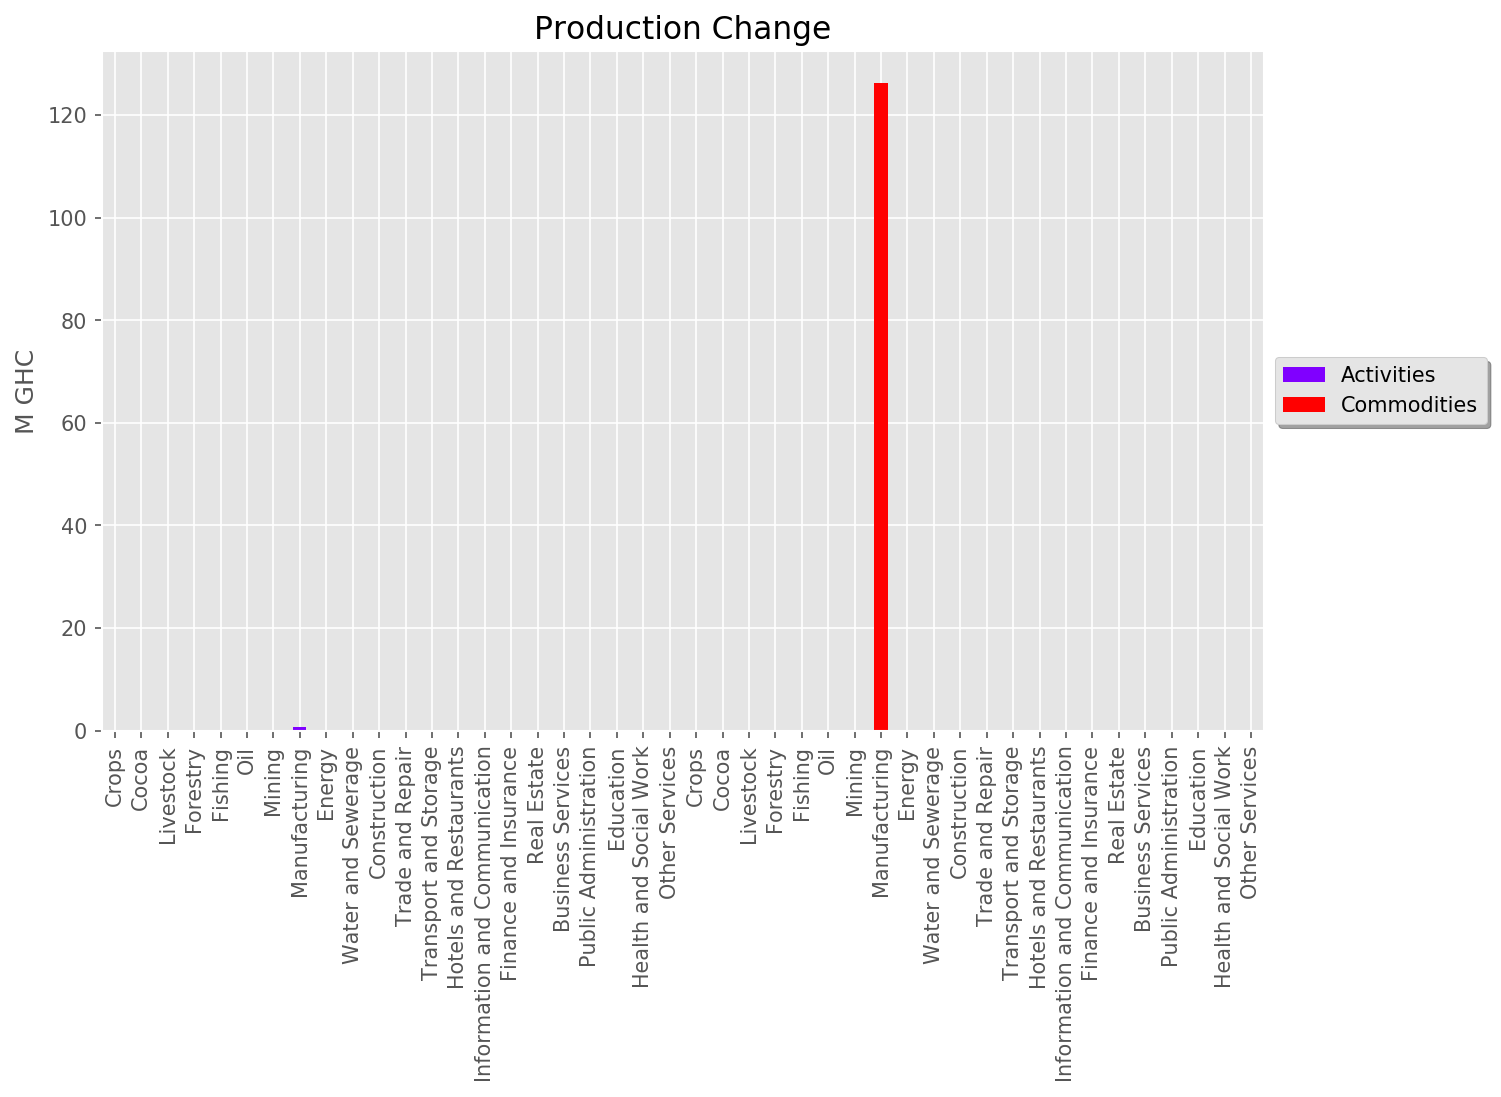 Production Change
M GHC
120
100
80
60
40
20
0
Crops
Cocoa
Livestock
Forestry
Fishing
Oil
Mining
Manufacturing
Energy
Water and Sewerage
Construction
Trade and Repair
Transport and Storage
Hotels and Restaurants
Information and Communication
Finance and Insurance
Real Estate
Business Services
Public Administration
Education
Health and Social Work
Other Services
Crops
Cocoa
Livestock
Forestry
Fishing
Oil
Mining
Manufacturing
Energy
Water and Sewerage
Construction
Trade and Repair
Transport and Storage
Hotels and Restaurants
Information and Communication
Finance and Insurance
Real Estate
Business Services
Public Administration
Education
Health and Social Work
Other Services
Activities
Commodities